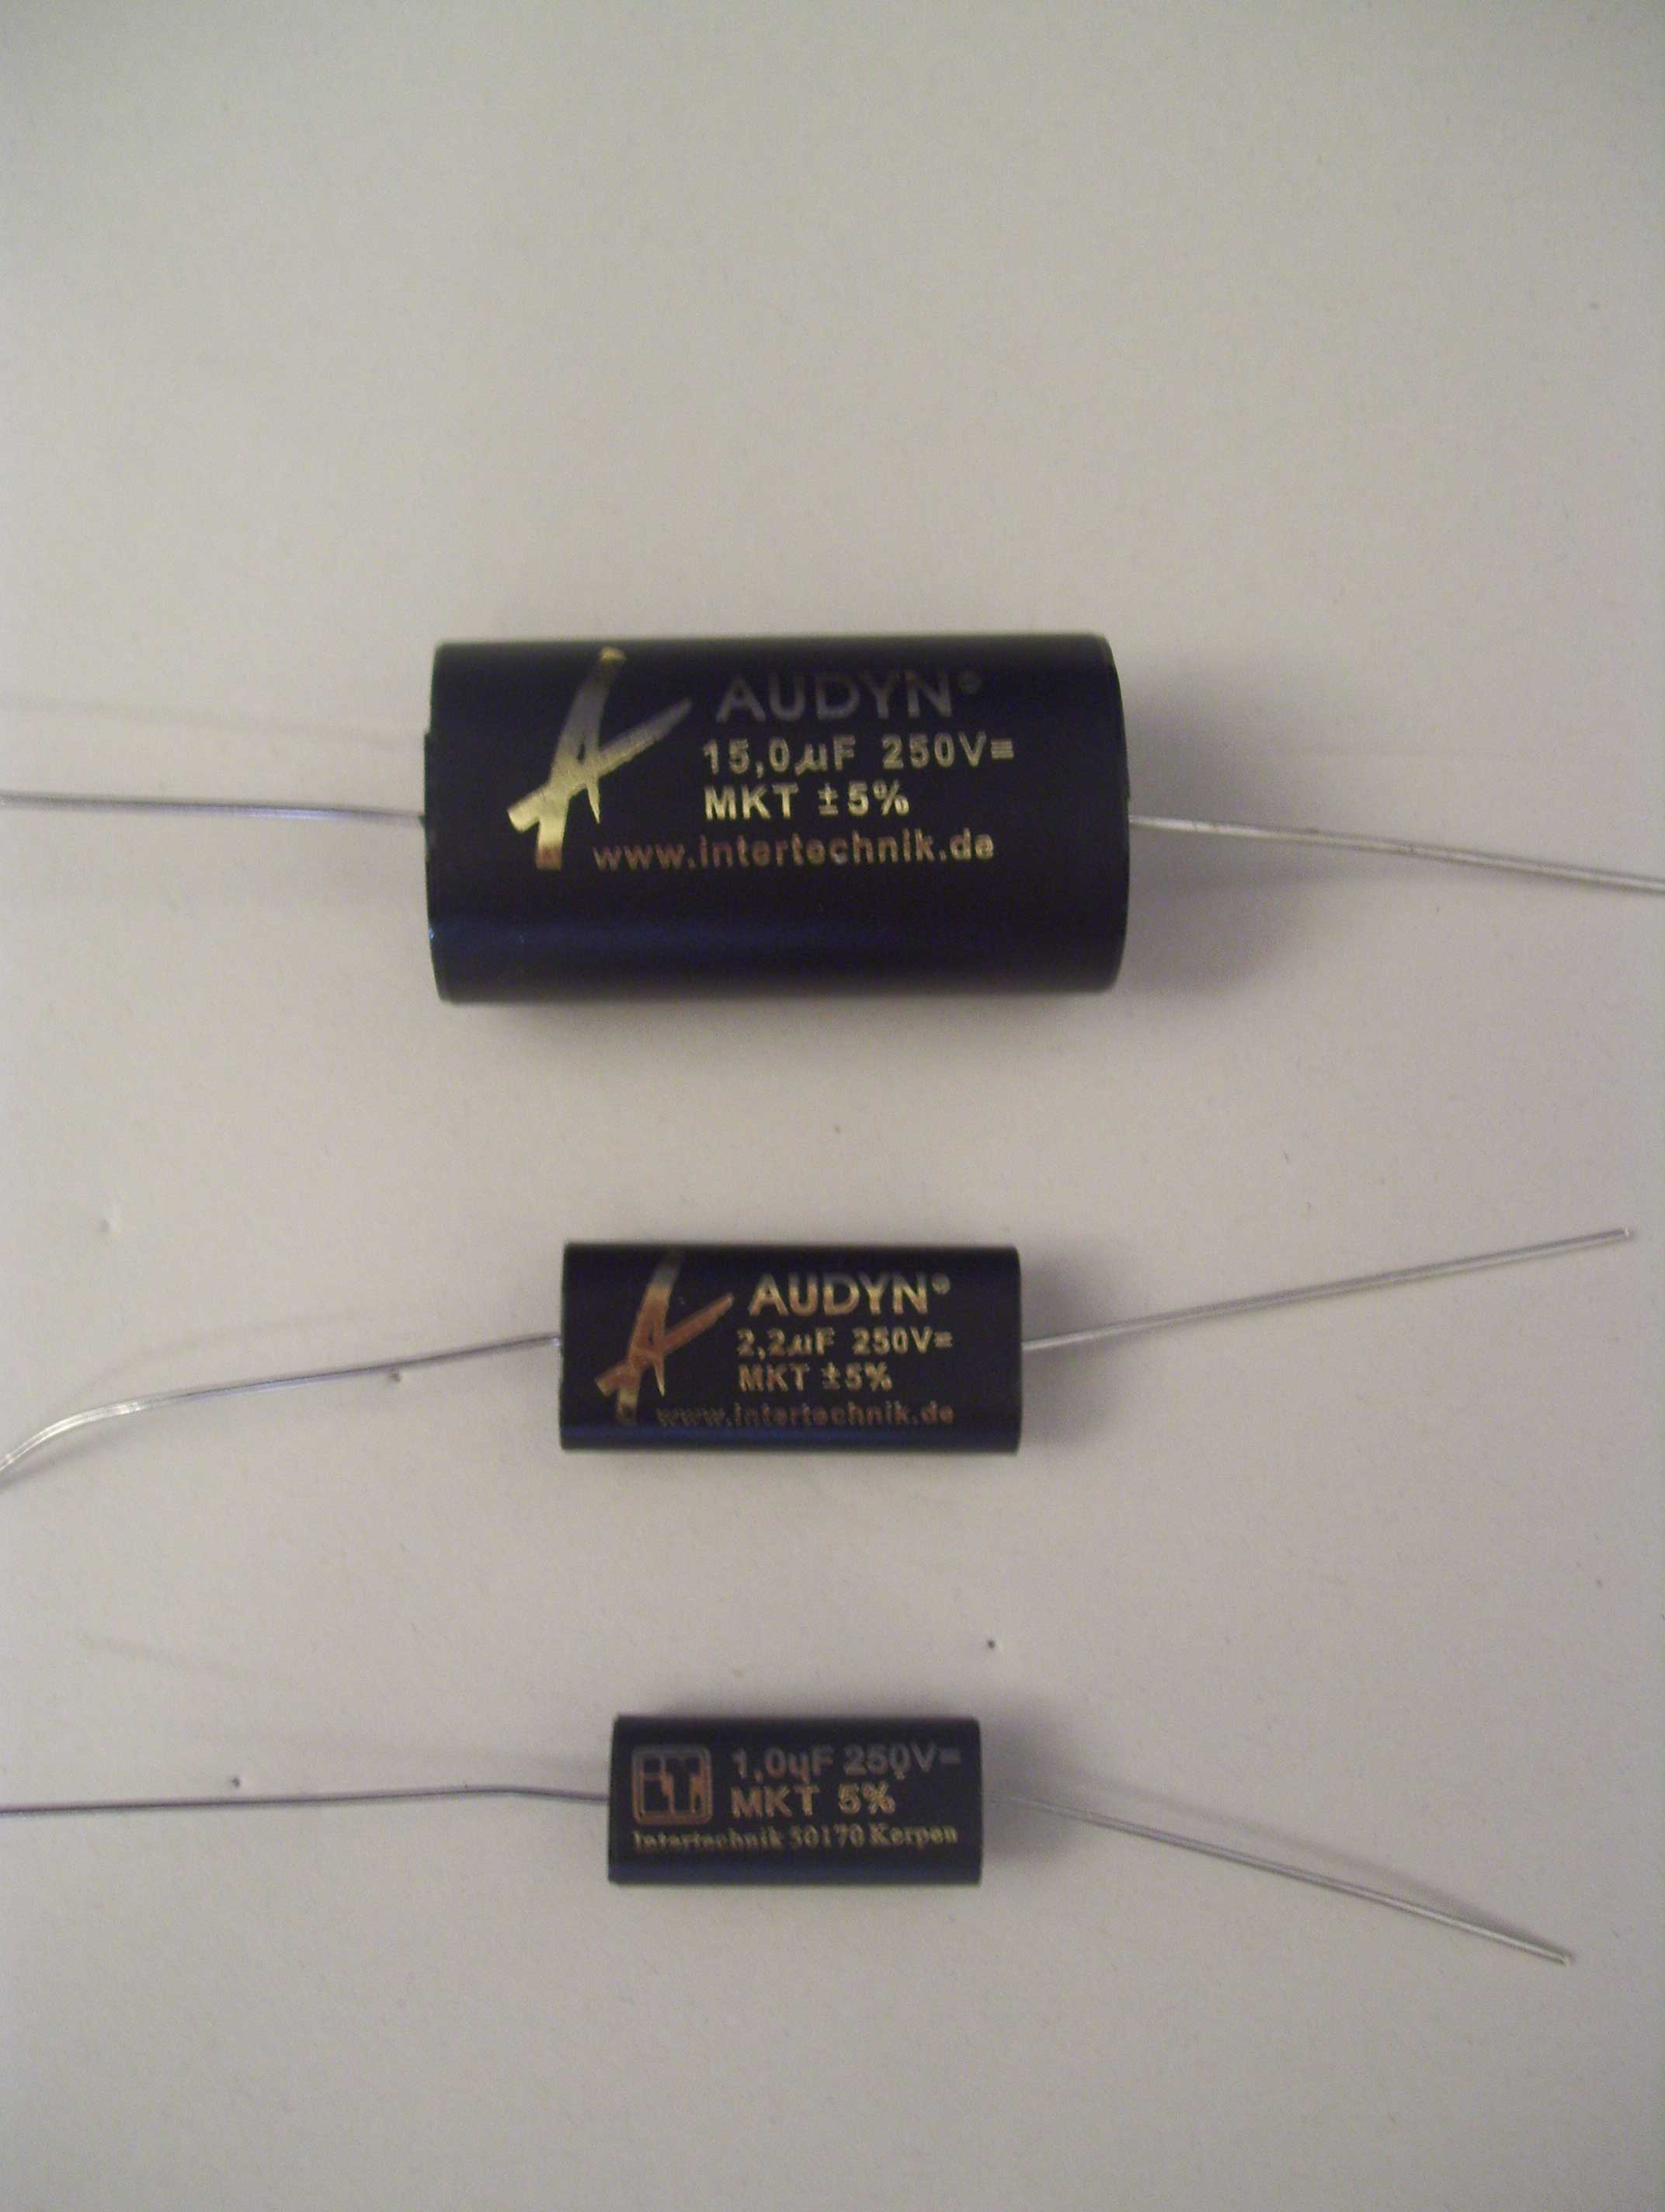 AUDYN®
15,0µF 250V=
MKT ±5%
www.intertechnik.de
AUDYN®
2,2µF 250V=
MKT ±5%
www.intertechnik.de
iT
1,0µF 250V=
MKT 5%
Intertechnik 50170 Kerpen